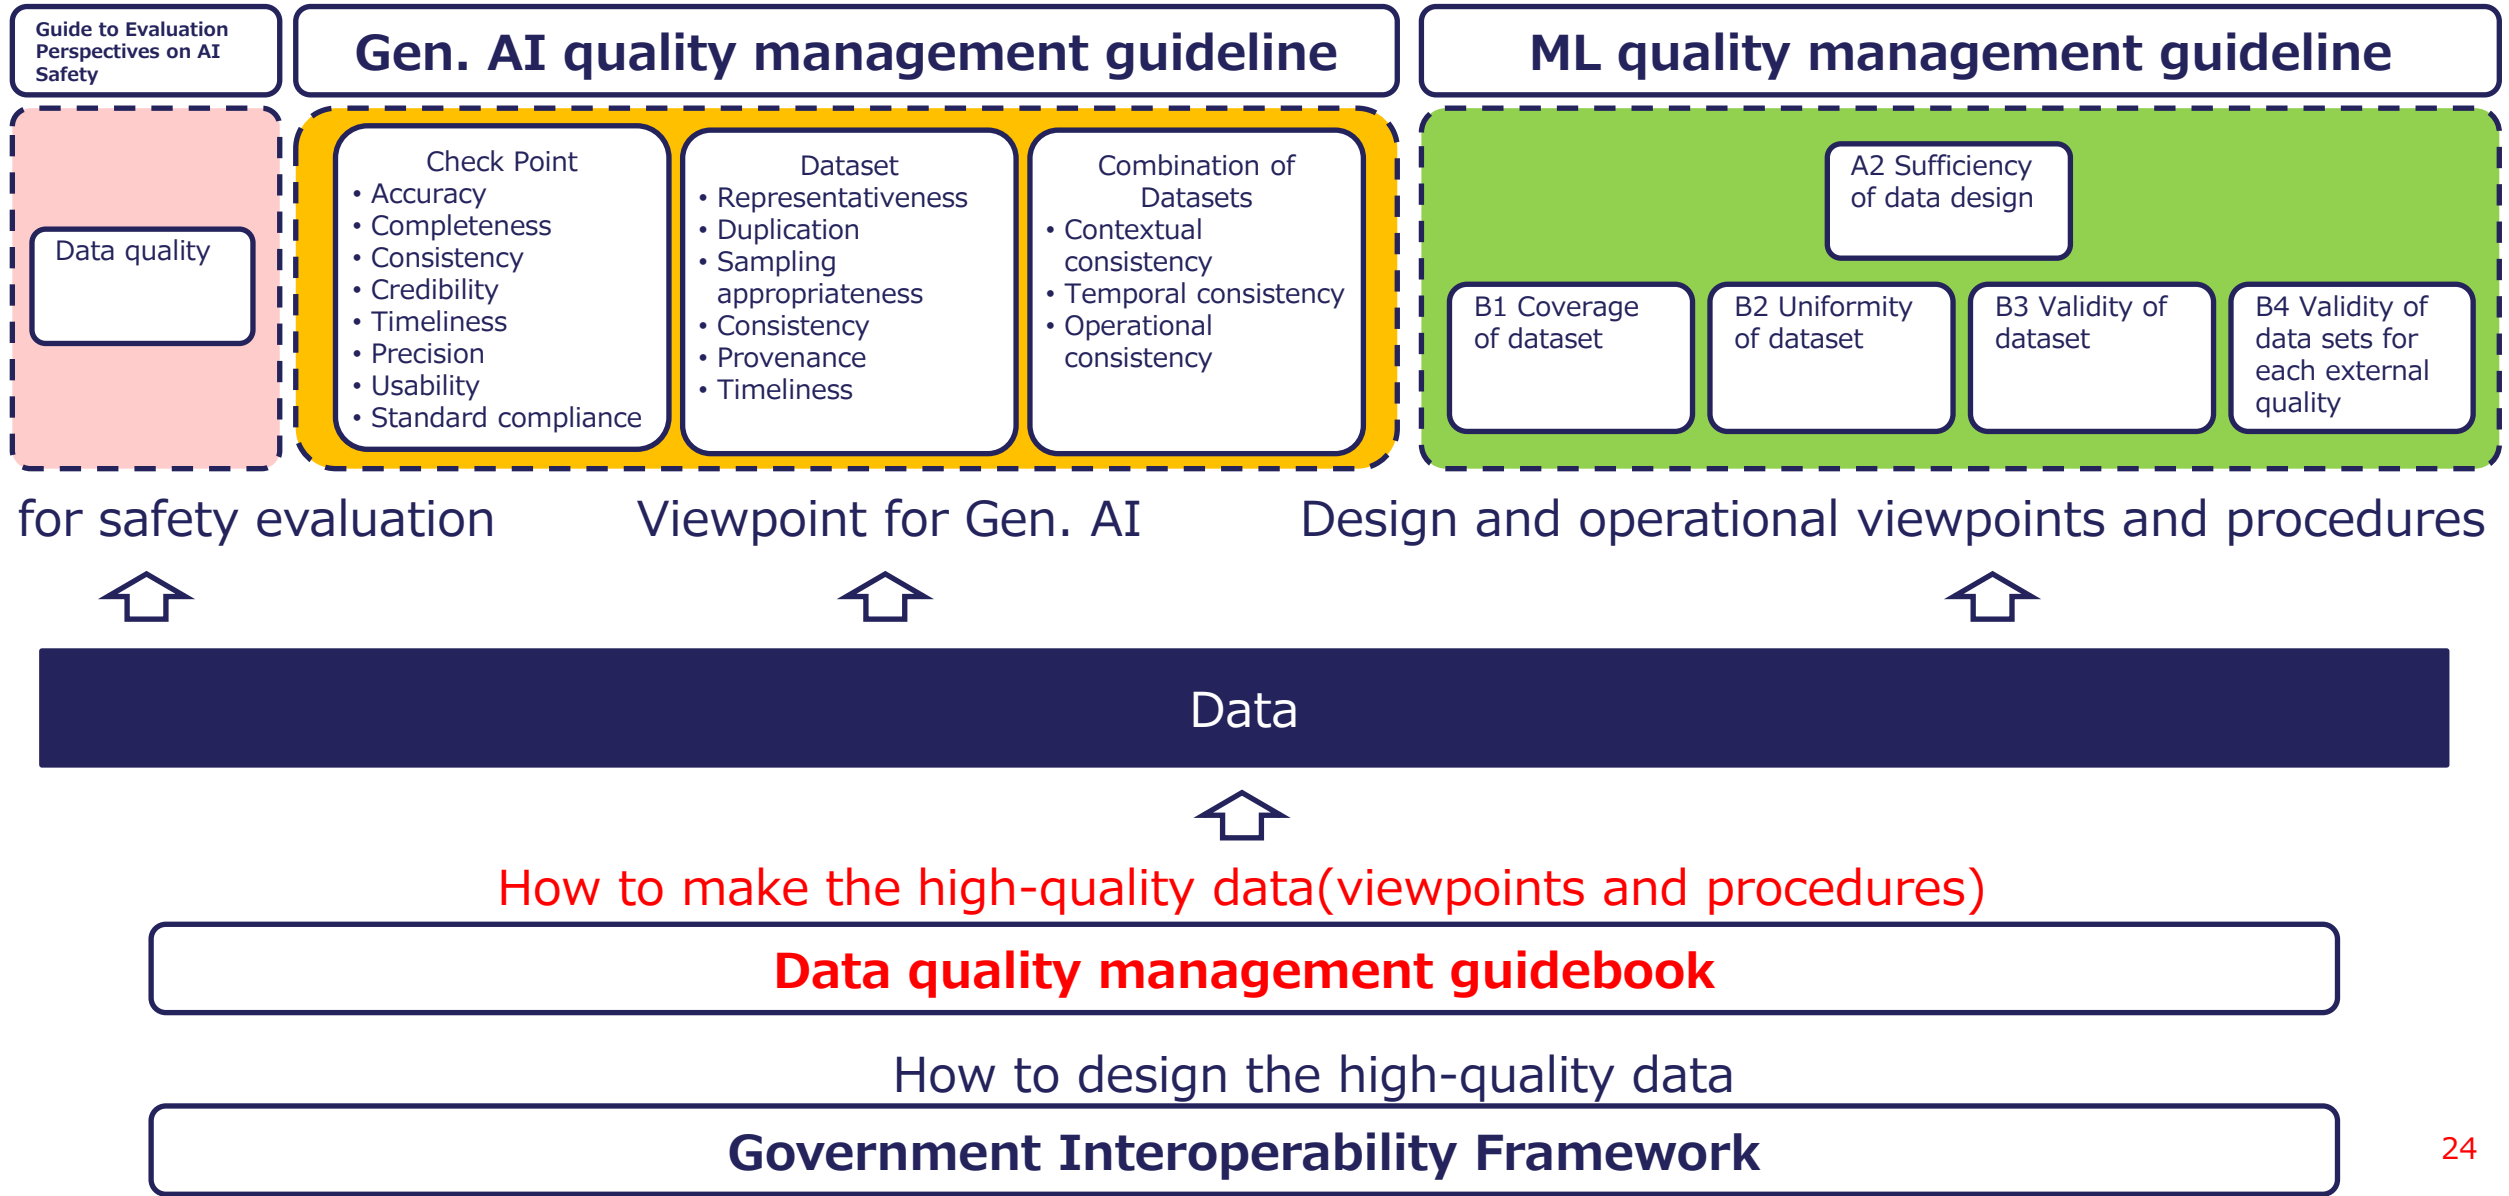 Guide to Evaluation
Perspectives on AI
Safety
Gen. AI quality management guideline
ML quality management guideline
Data quality
Check Point
• Accuracy
• Completeness
• Consistency
• Credibility
• Timeliness
• Precision
• Usability
• Standard compliance
Dataset
• Representativeness
• Duplication
• Sampling
appropriateness
• Consistency
• Provenance
• Timeliness
Combination of
Datasets
• Contextual
consistency
• Temporal consistency
• Operational
consistency
A2 Sufficiency
of data design
B1 Coverage
of dataset
B2 Uniformity
of dataset
B3 Validity of
dataset
B4 Validity of
data sets for
each external
quality
for safety evaluation
Viewpoint for Gen. AI
Design and operational viewpoints and procedures
Data
How to make the high-quality data(viewpoints and procedures)
Data quality management guidebook
How to design the high-quality data
Government Interoperability Framework
24